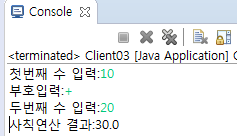 Console
<terminated> Client03 [Java Application] C
첫번째 수 입력:10
부호입력:+
두번째 수 입력:20
사칙연산 결과:30.0